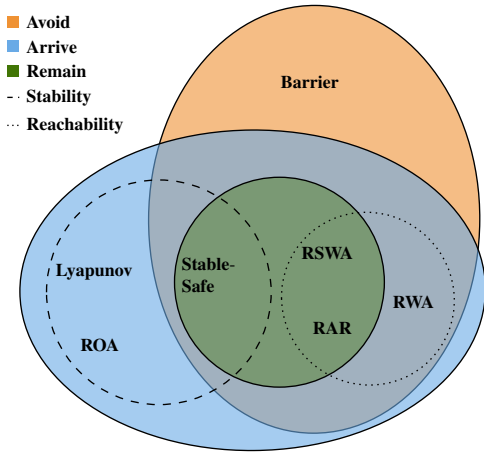 Avoid
Arrive
Remain
Stability
Reachability
Barrier
Lyapunov
ROA
Stable-
Safe
RSWA
RAR
RWA